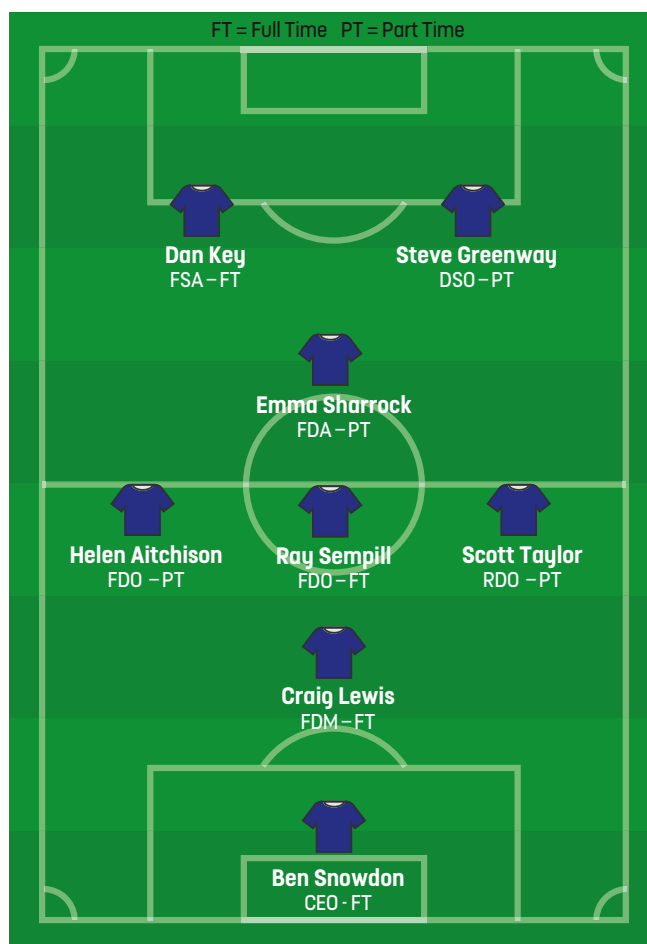 FT = Full Time   PT = Part Time
Dan Key
FSA – FT
Steve Greenway
DSO – PT
Emma Sharrock
FDA – PT
Helen Aitchison
FDO – PT
Ray Sempill
FDO – FT
Scott Taylor
RDO – PT
Craig Lewis
FDM – FT
Ben Snowdon
CEO - FT